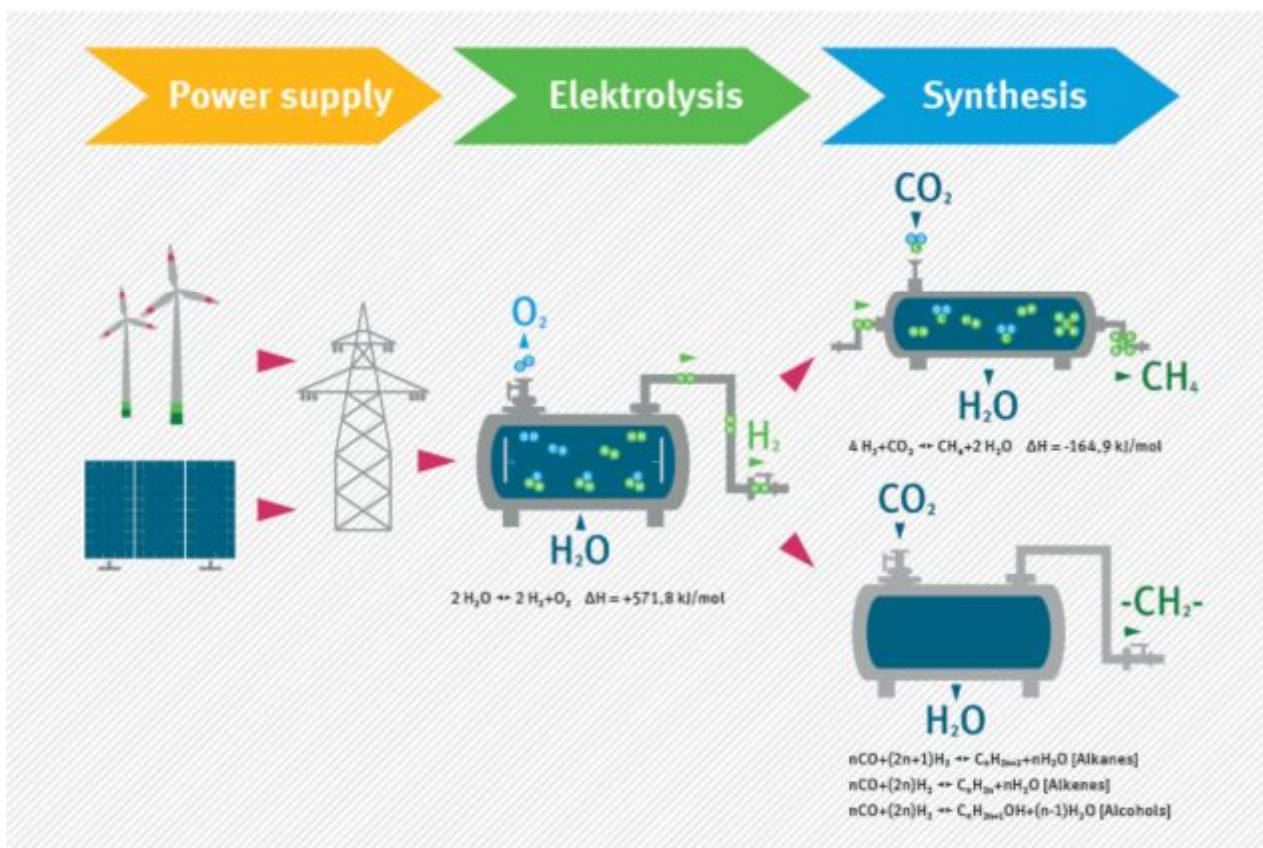 Power supply
Elektrolysis
Synthesis
O₂
H₂
H₂O
2 H₂O ↔ 2 H₂+O₂ ΔH = +571,8 kJ/mol
CO₂
CH₄
H₂O
4 H₂+CO₂ ↔ CH₄+2 H₂O ΔH = -164,9 kJ/mol
CO₂
-CH₂-
H₂O
nCO+(2n+1)H₂ ↔ CₙH₂ₙ₊₂+nH₂O [Alkanes]
nCO+(2n)H₂ ↔ CₙH₂ₙ+nH₂O [Alkenes]
nCO+(2n)H₂ ↔ CₙH₂ₙ₊₁OH+(n-1)H₂O [Alcohols]